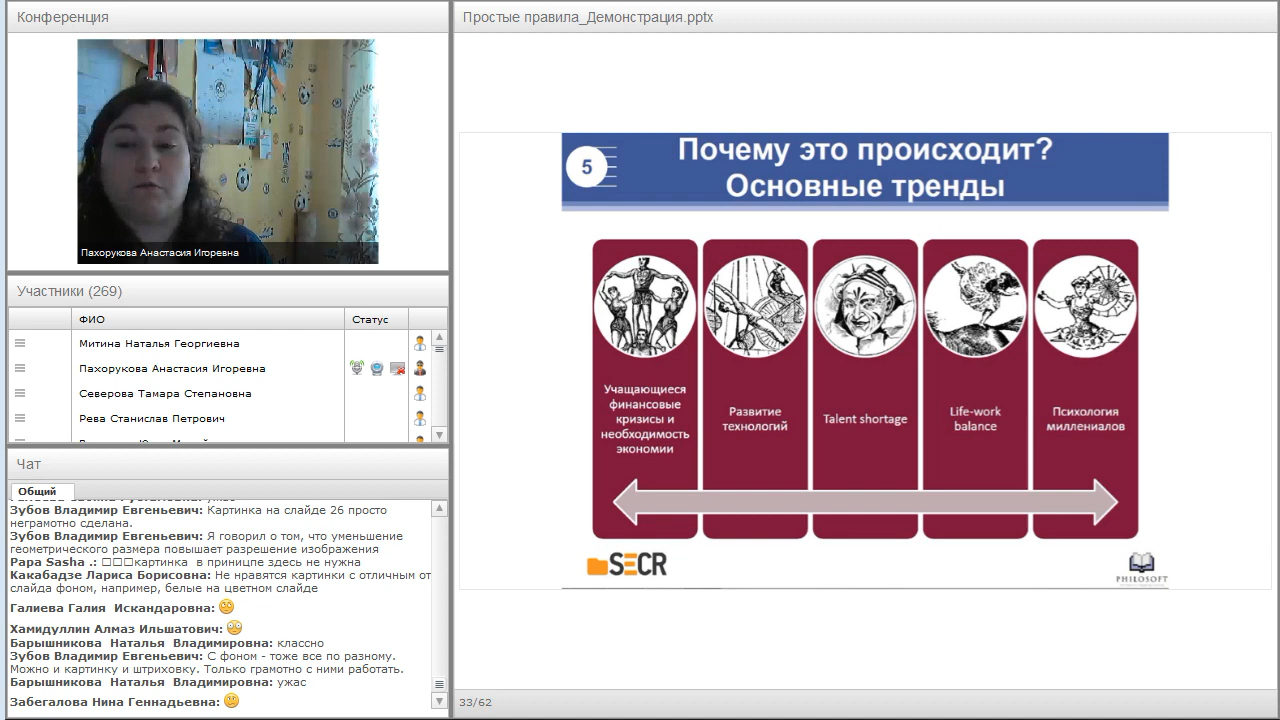 Конференция
Пахорукова Анастасия Игоревна
Участники (269)
ФИО
Статус
Митина Наталья Георгиевна
Пахорукова Анастасия Игоревна
Северова Тамара Степановна
Рева Станислав Петрович
Чат
Общий
Зубов Владимир Евгеньевич: Картинка на слайде 26 просто
неграмотно сделана.
Зубов Владимир Евгеньевич: Я говорил о том, что уменьшение
геометрического размера повышает разрешение изображения
Papa Sasha .: картинка в приницпе здесь не нужна
Какабадзе Лариса Борисовна: Не нравятся картинки с отличным от
слайда фоном, например, белые на цветном слайде
Галиева Галия Искандаровна:
Хамидуллин Алмаз Ильшатович:
Барышникова Наталья Владимировна: классно
Зубов Владимир Евгеньевич: С фоном - тоже все по разному.
Можно и картинку и штриховку. Только грамотно с ними работать.
Барышникова Наталья Владимировна: ужас
Забегалова Нина Геннадьевна:
Простые правила_Демонстрация.pptx
5
Почему это происходит?
Основные тренды
Учащающиеся
финансовые
кризисы и
необходимость
экономии
Развитие
технологий
Talent shortage
Life-work
balance
Психология
миллениалов
SECR
PHILOSOFT
33/62